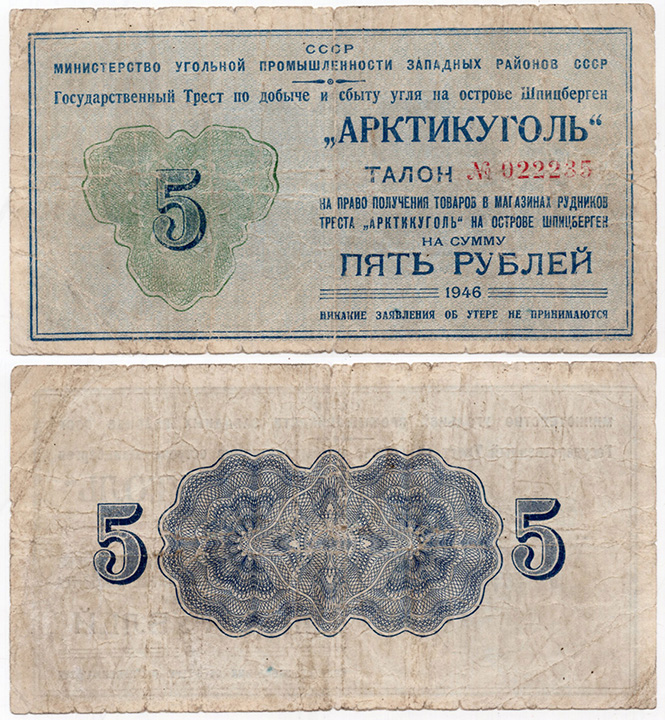 СССР
МИНИСТЕРСТВО УГОЛЬНОЙ ПРОМЫШЛЕННОСТИ ЗАПАДНЫХ РАЙОНОВ СССР
Государственный Трест по добыче и сбыту угля на острове Шпицберген
„АРКТИКУГОЛЬ“
5
ТАЛОН № 022235
НА ПРАВО ПОЛУЧЕНИЯ ТОВАРОВ В МАГАЗИНАХ РУДНИКОВ
ТРЕСТА „АРКТИКУГОЛЬ“ НА ОСТРОВЕ ШПИЦБЕРГЕН
НА СУММУ
ПЯТЬ РУБЛЕЙ
1946
НИКАКИЕ ЗАЯВЛЕНИЯ ОБ УТЕРЕ НЕ ПРИНИМАЮТСЯ
5 5